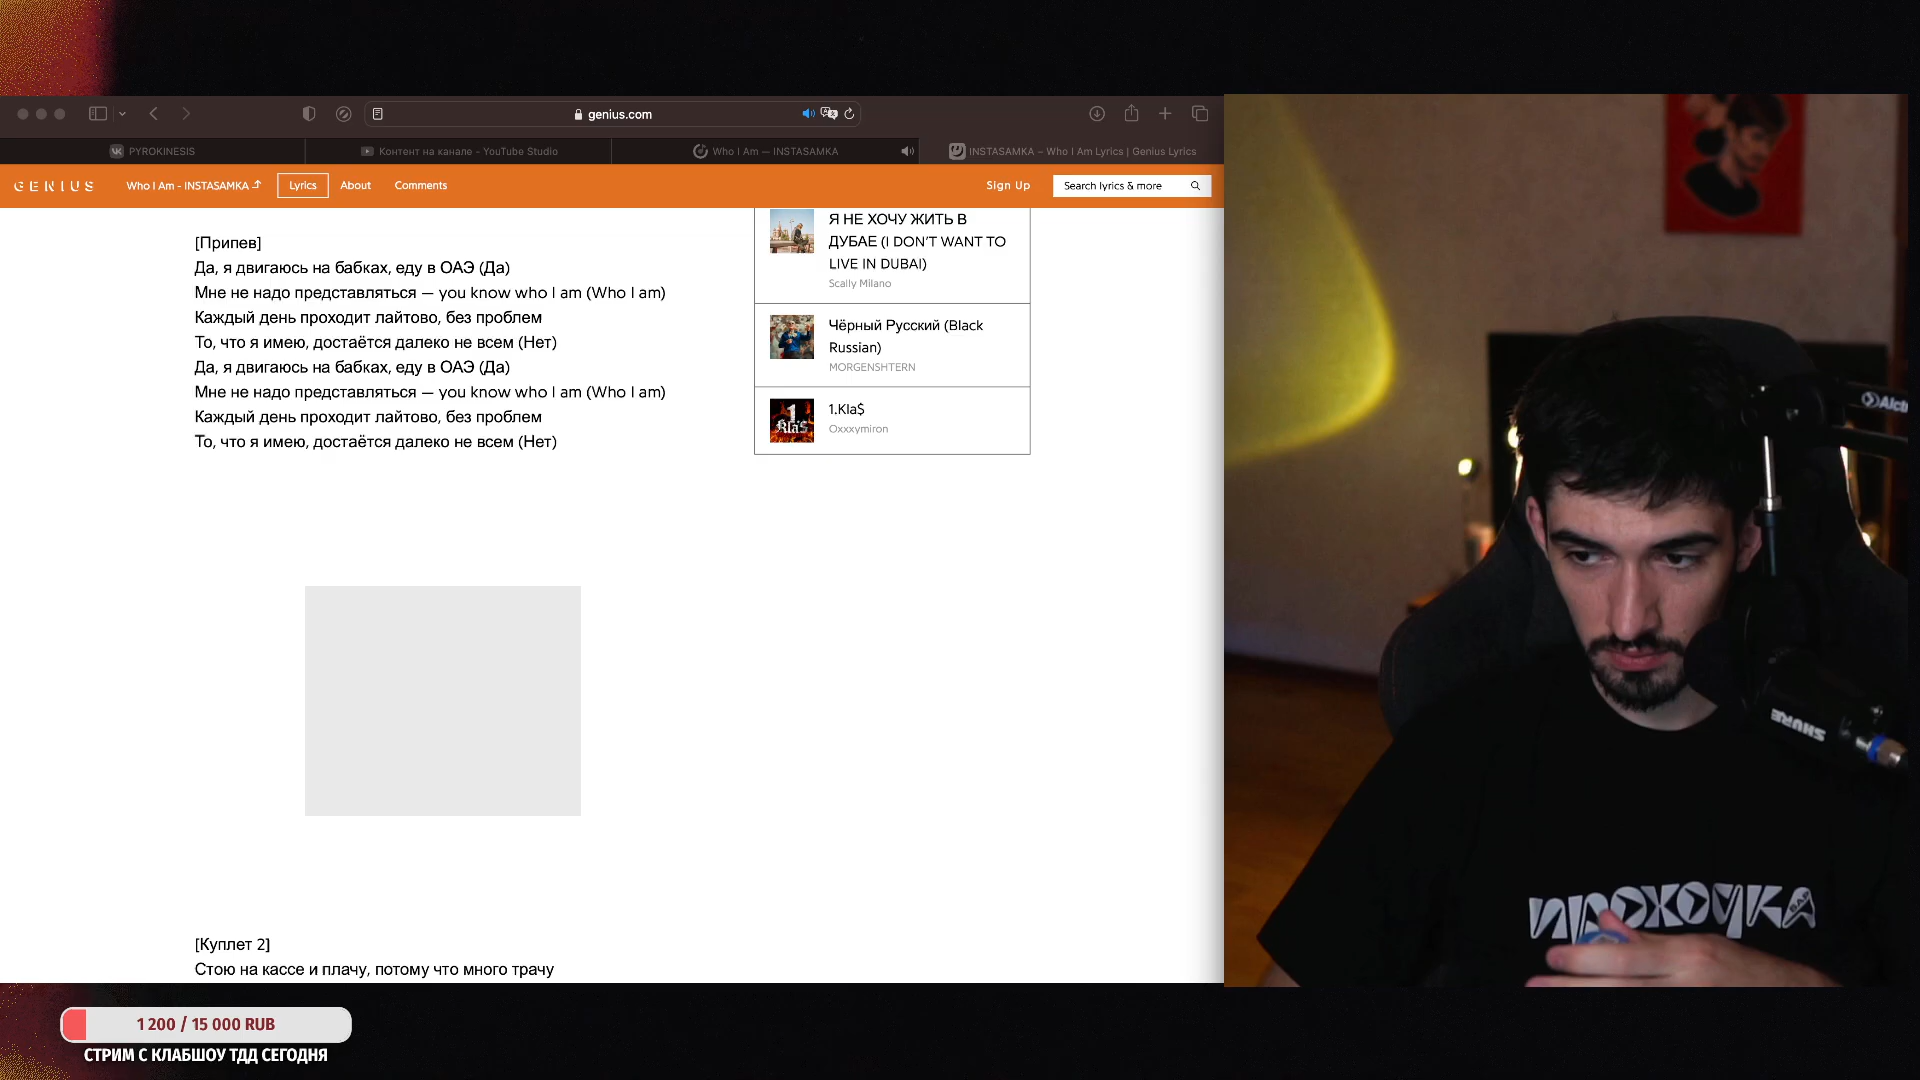 genius.com
PYROKINESIS
Контент на канале - YouTube Studio
Who I Am — INSTASAMKA
INSTASAMKA – Who I Am Lyrics | Genius Lyrics
GENIUS
Who I Am - INSTASAMKA
Lyrics
About
Comments
Sign Up
Search lyrics & more
[Припев]
Да, я двигаюсь на бабках, еду в ОАЭ (Да)
Мне не надо представляться — you know who I am (Who I am)
Каждый день проходит лайтово, без проблем
То, что я имею, достаётся далеко не всем (Нет)
Да, я двигаюсь на бабках, еду в ОАЭ (Да)
Мне не надо представляться — you know who I am (Who I am)
Каждый день проходит лайтово, без проблем
То, что я имею, достаётся далеко не всем (Нет)
[Куплет 2]
Стою на кассе и плачу, потому что много трачу
Я НЕ ХОЧУ ЖИТЬ В
ДУБАЕ (I DON'T WANT TO
LIVE IN DUBAI)
Scally Milano
Чёрный Русский (Black
Russian)
MORGENSHTERN
1.Kla$
Oxxxymiron
SHURE
ПРОХОДКА
БАР
1 200 / 15 000 RUB
СТРИМ С КЛАБШОУ ТДД СЕГОДНЯ